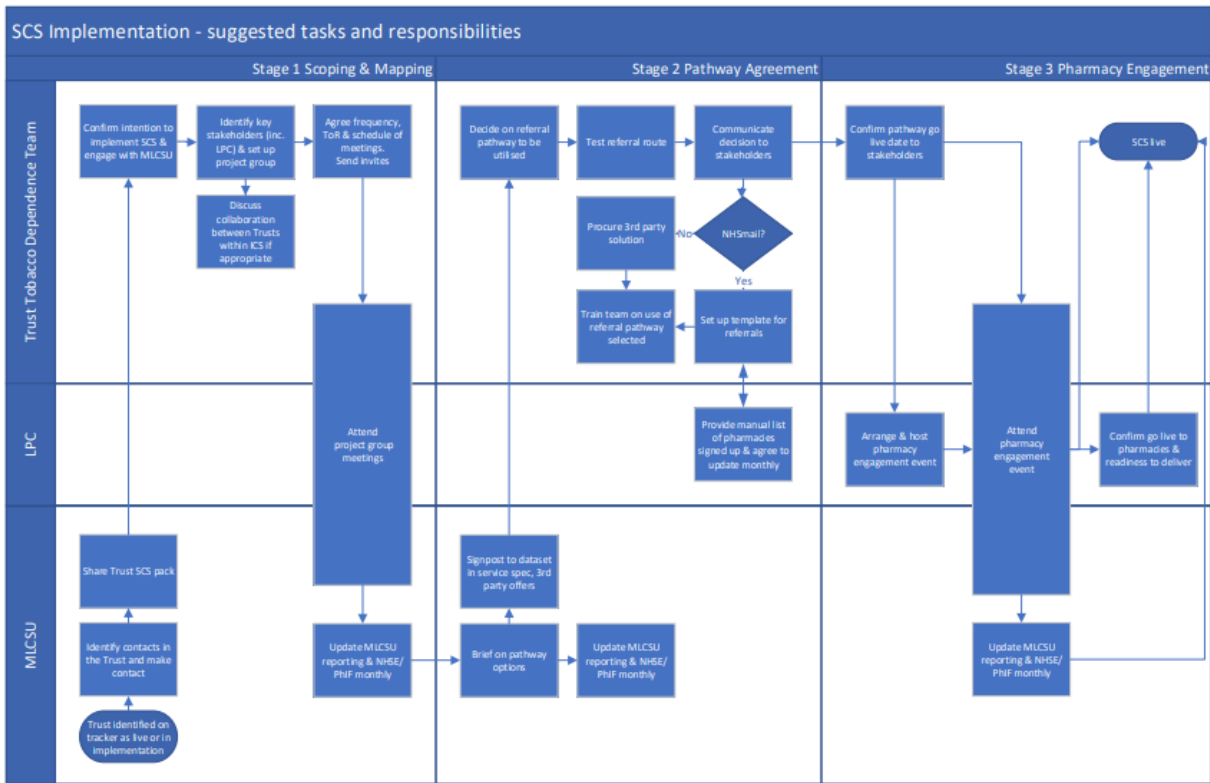 SCS Implementation - suggested tasks and responsibilities
Stage 1 Scoping & Mapping
Stage 2 Pathway Agreement
Stage 3 Pharmacy Engagement
Trust Tobacco Dependence Team
Confirm intention to
implement SCS &
engage with MLCSU
Identify key
stakeholders (inc.
LPC) & set up
project group
Agree frequency,
ToR & schedule of
meetings.
Send invites
Discuss
collaboration
between Trusts
within ICS if
appropriate
Decide on referral
pathway to be
utilised
Test referral route
Communicate
decision to
stakeholders
Procure 3rd party
solution
No
NHSmail?
Yes
Train team on use of
referral pathway
selected
Set up template for
referrals
Confirm pathway go
live date to
stakeholders
SCS live
LPC
Attend
project group
meetings
Provide manual list
of pharmacies
signed up & agree to
update monthly
Arrange & host
pharmacy
engagement event
Attend
pharmacy
engagement
event
Confirm go live to
pharmacies &
readiness to deliver
MLCSU
Share Trust SCS pack
Identify contacts in
the Trust and make
contact
Trust identified on
tracker as live or in
implementation
Update MLCSU
reporting & NHSE/
PhIF monthly
Signpost to dataset
in service spec, 3rd
party offers
Brief on pathway
options
Update MLCSU
reporting & NHSE/
PhIF monthly
Update MLCSU
reporting & NHSE/
PhIF monthly